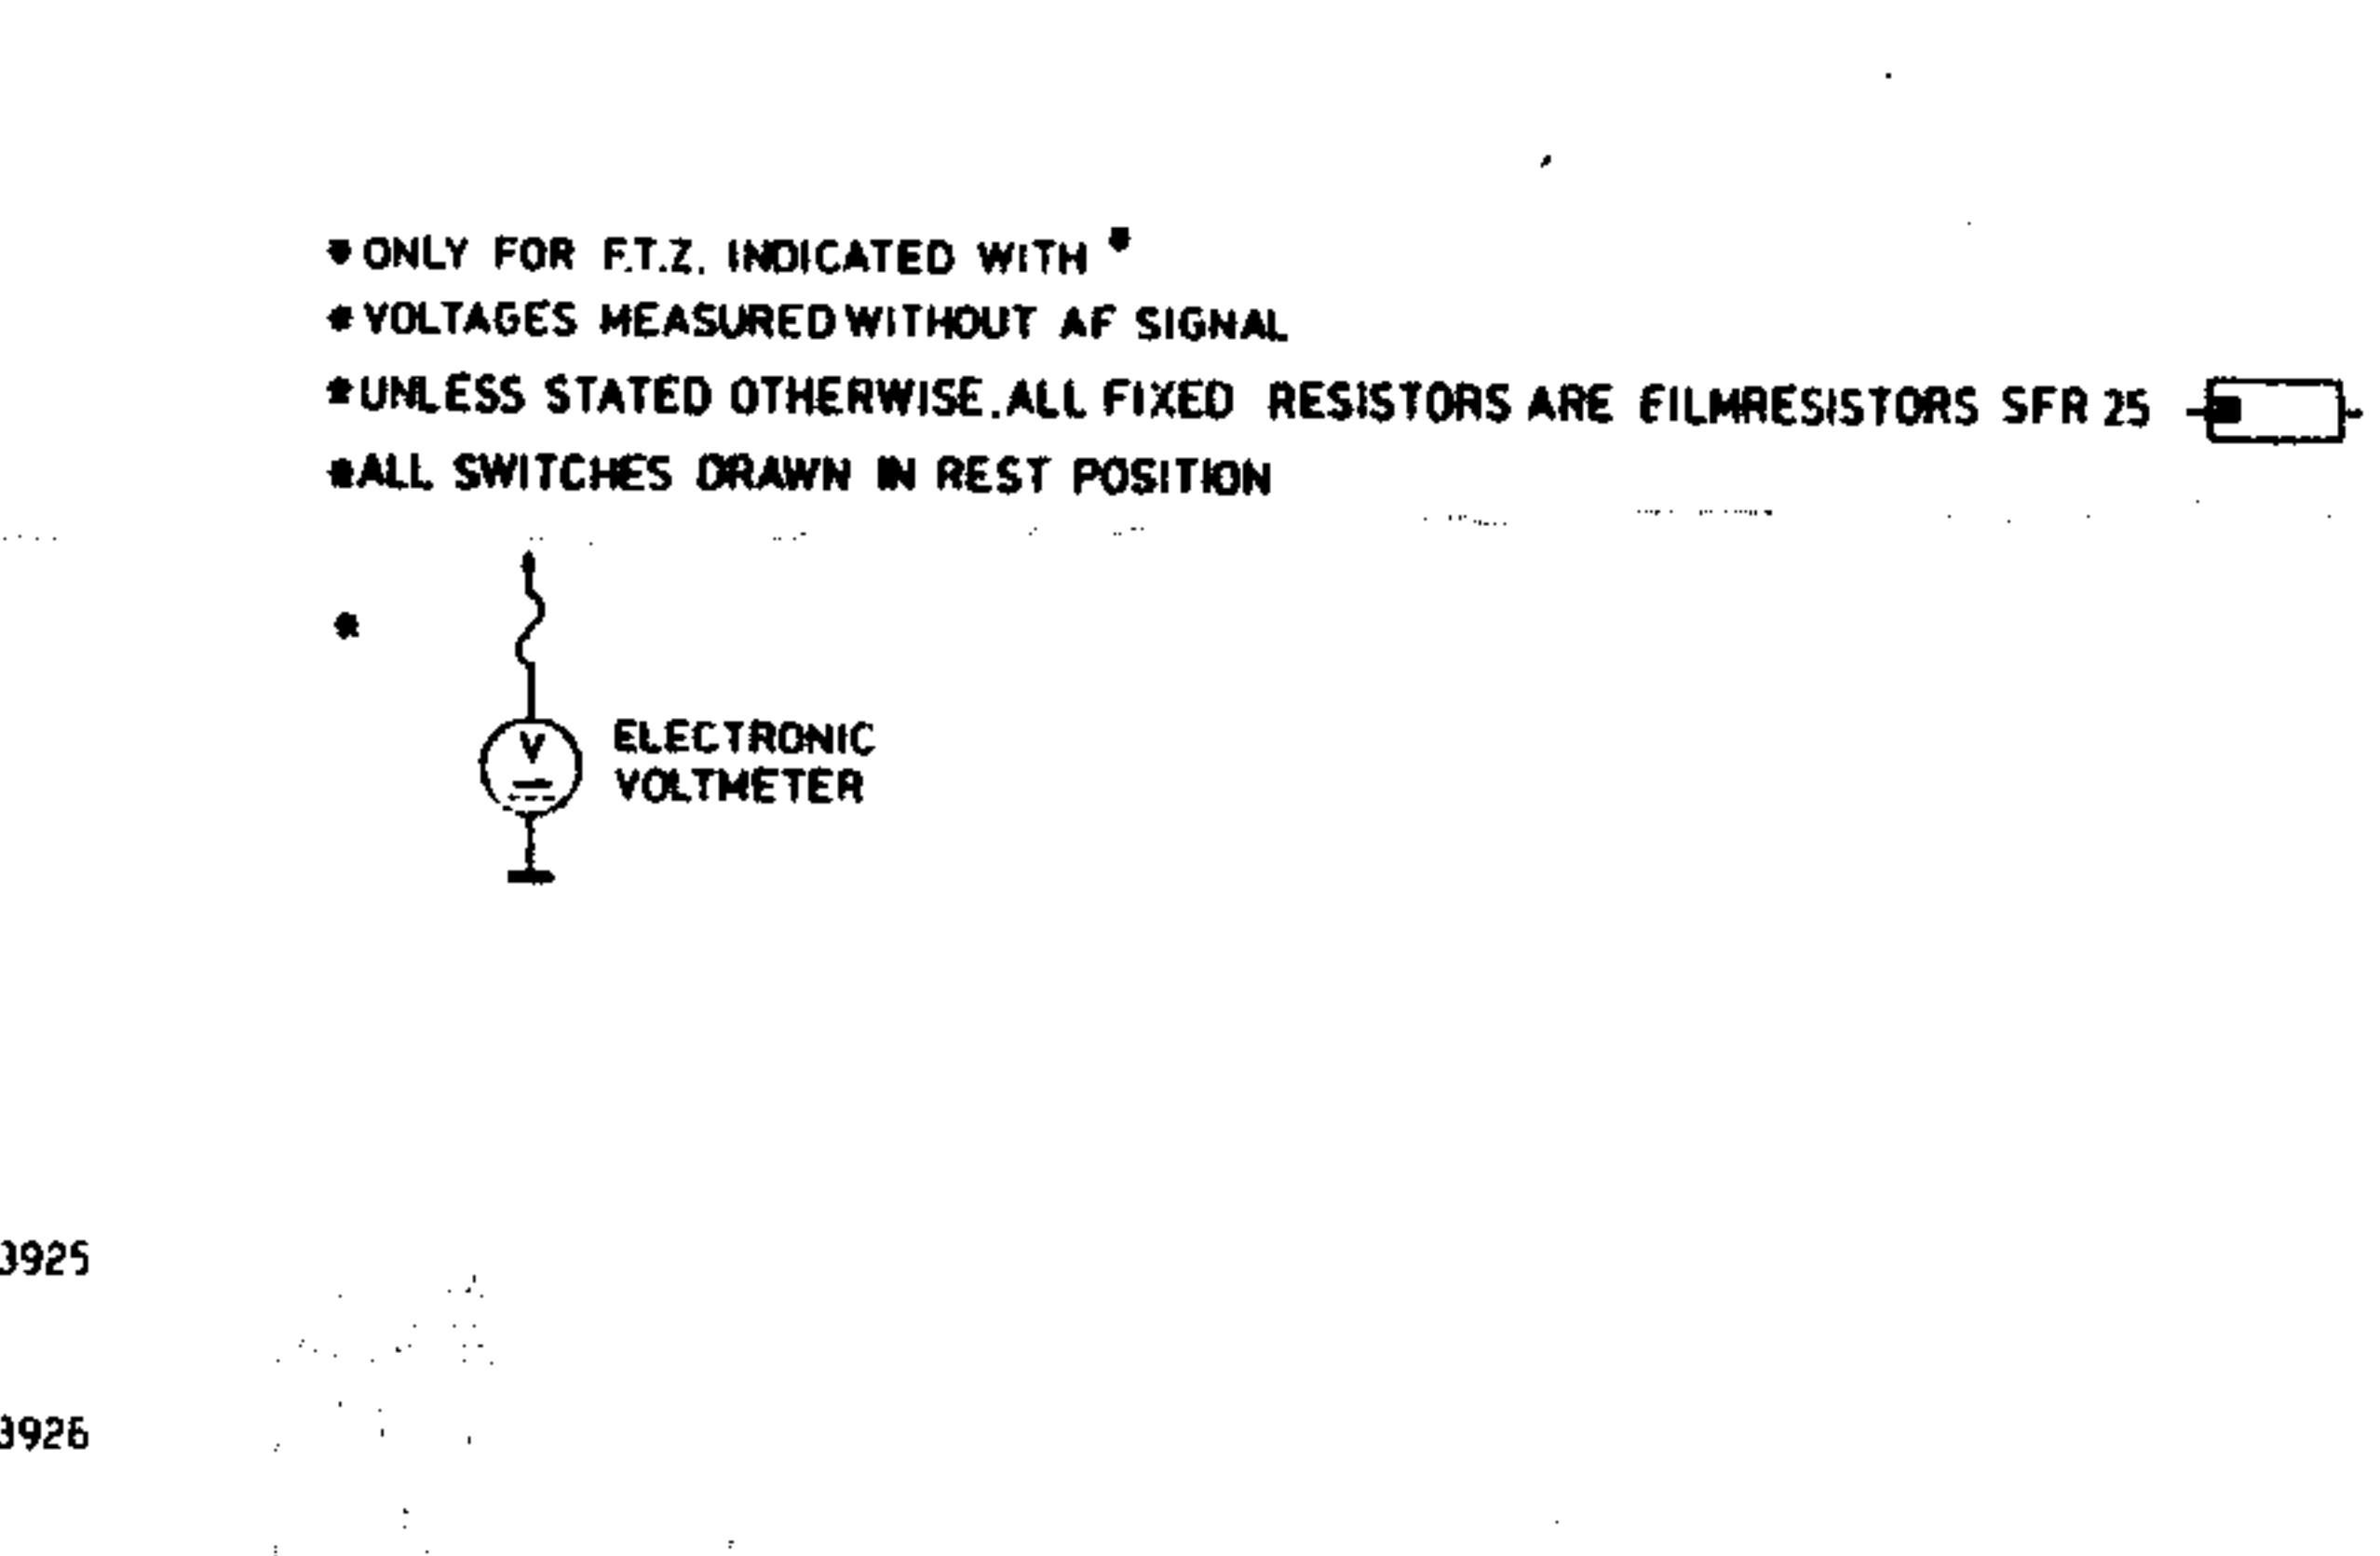 ONLY FOR F.T.Z. INDICATED WITH
* VOLTAGES MEASURED WITHOUT AF SIGNAL
* UNLESS STATED OTHERWISE. ALL FIXED RESISTORS ARE FILMRESISTORS SFR 25
* ALL SWITCHES DRAWN IN REST POSITION
*
V
ELECTRONIC
VOLTMETER
3925
3926